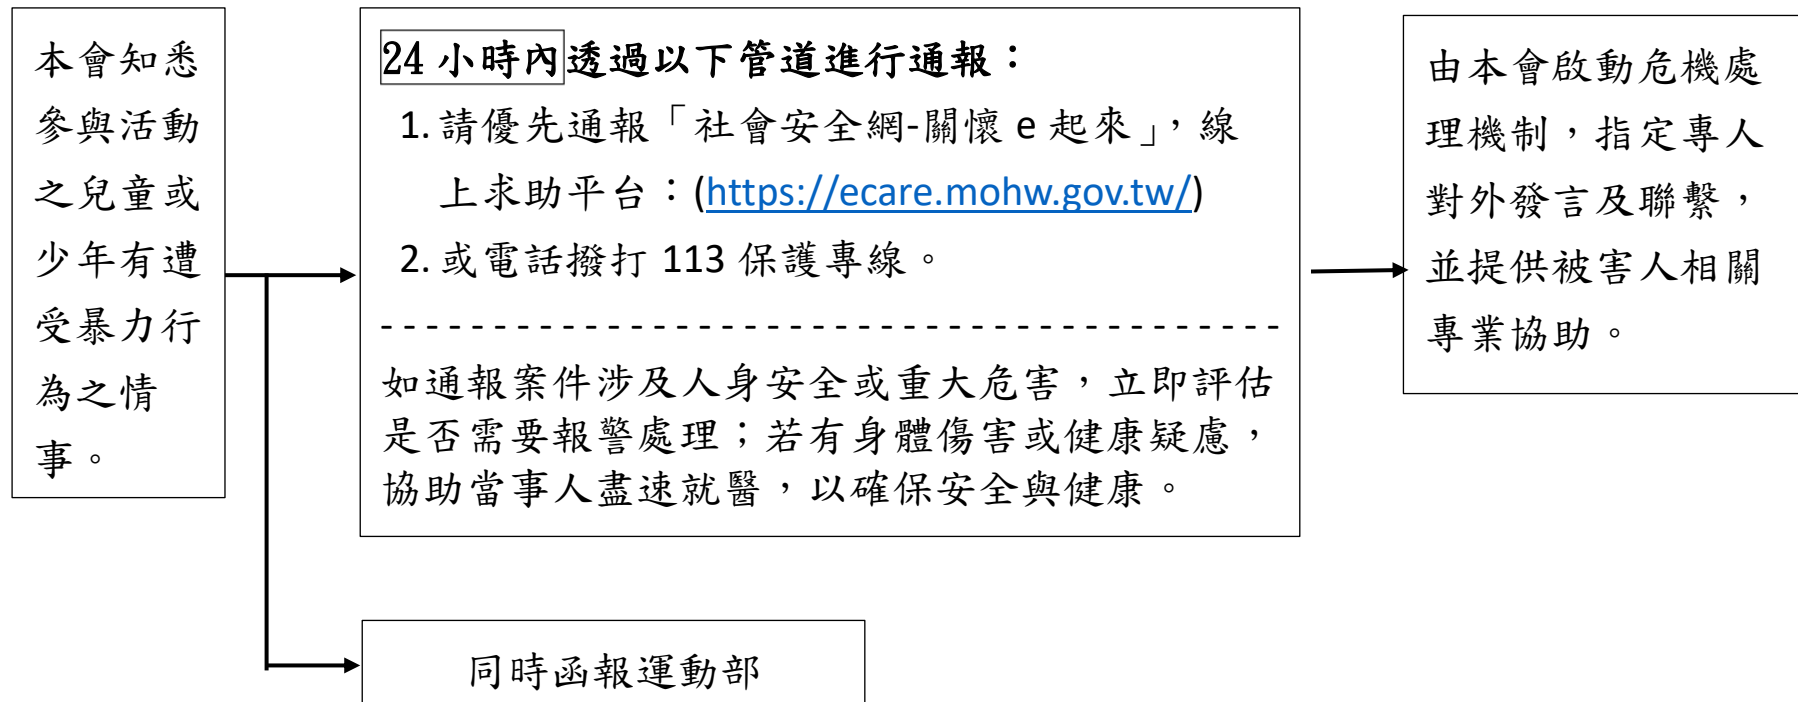 本會知悉
參與活動
之兒童或
少年有遭
受暴力行
為之情
事。
24 小時內透過以下管道進行通報：
1. 請優先通報「社會安全網-關懷 e 起來」，線
上求助平台：(https://ecare.mohw.gov.tw/)
2. 或電話撥打 113 保護專線。
如通報案件涉及人身安全或重大危害，立即評估
是否需要報警處理；若有身體傷害或健康疑慮，
協助當事人盡速就醫，以確保安全與健康。
由本會啟動危機處
理機制，指定專人
對外發言及聯繫，
並提供被害人相關
專業協助。
同時函報運動部